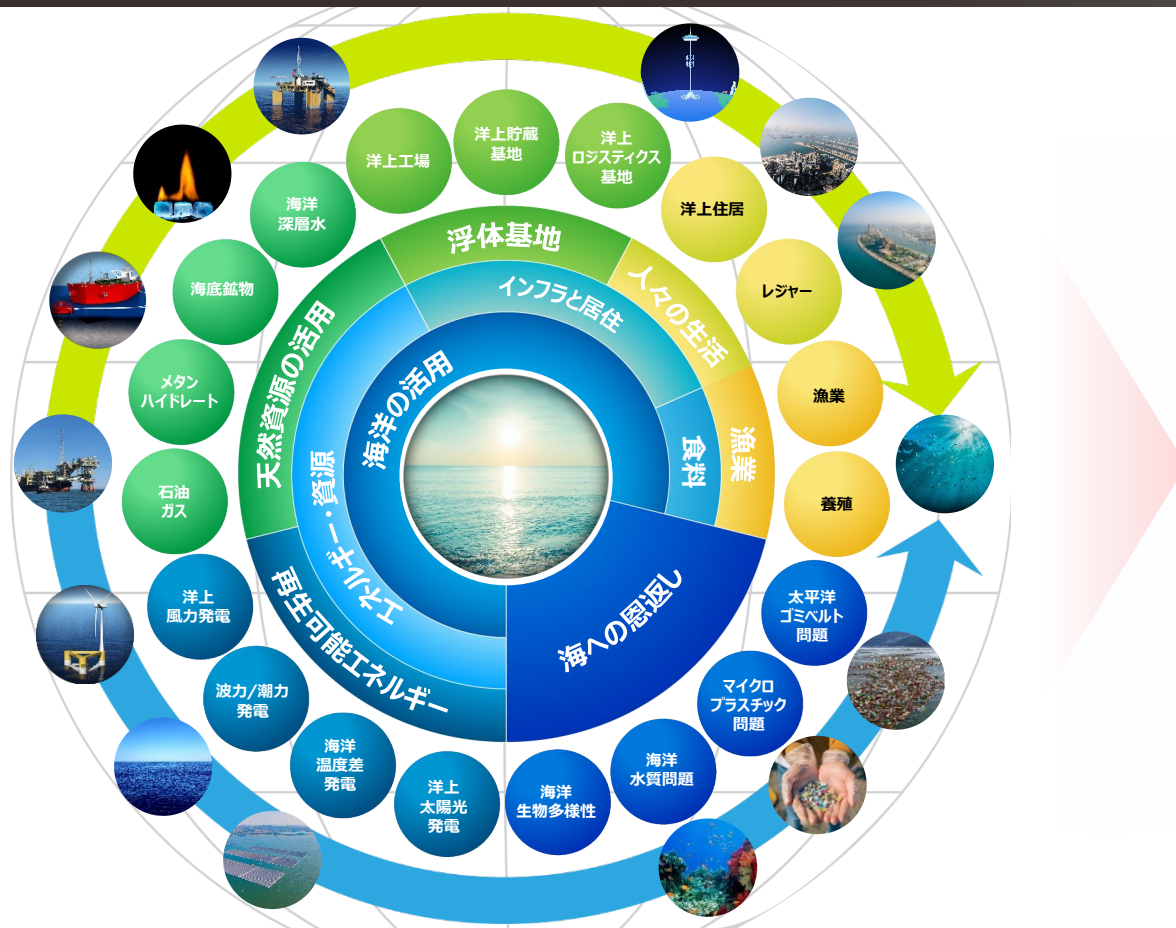 洋上貯蔵
基地
洋上
ロジスティクス
基地
洋上工場
洋上住居
海洋
深層水
レジャー
海底鉱物
漁業
メタン
ハイドレート
養殖
石油
ガス
浮体基地
人々の生活
インフラと居住
天然資源の活用
海洋の活用
漁業
食料
エネルギー・資源
再生可能エネルギー
海への恩返し
洋上
風力発電
太平洋
ゴミベルト
問題
波力/潮力
発電
マイクロ
プラスチック
問題
海洋
温度差
発電
海洋
水質問題
洋上
太陽光
発電
海洋
生物多様性